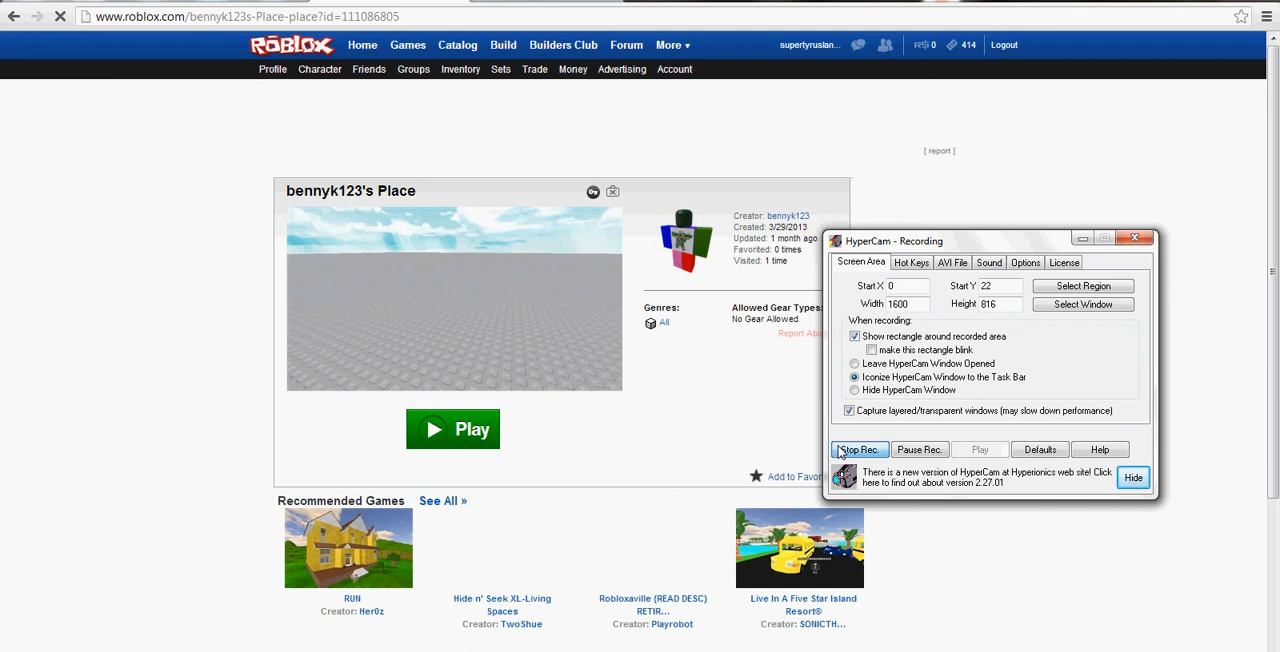 www.roblox.com/bennyk123s-Place-place?id=111086805
ROBLOX Home Games Catalog Build Builders Club Forum More supertyruslan... R$ 0 414 Logout
Profile Character Friends Groups Inventory Sets Trade Money Advertising Account
[ report ]
bennyk123's Place
Creator: bennyk123
Created: 3/29/2013
Updated: 1 month ago
Favorited: 0 times
Visited: 1 time
Genres:
All
Allowed Gear Types:
No Gear Allowed
Report Abu
Play
Add to Favor
HyperCam - Recording
Screen Area Hot Keys AVI File Sound Options License
Start X 0 Start Y 22 Select Region
Width 1600 Height 816 Select Window
When recording:
Show rectangle around recorded area
make this rectangle blink
Leave HyperCam Window Opened
Iconize HyperCam Window to the Task Bar
Hide HyperCam Window
Capture layered/transparent windows (may slow down performance)
Stop Rec. Pause Rec. Play Defaults Help
There is a new version of HyperCam at Hyperionics web site! Click
here to find out about version 2.27.01
Hide
Recommended Games See All »
RUN
Creator: Her0z
Hide n' Seek XL-Living
Spaces
Creator: TwoShue
Robloxaville (READ DESC)
RETIR...
Creator: Playrobot
Live In A Five Star Island
Resort®
Creator: SONICTH...